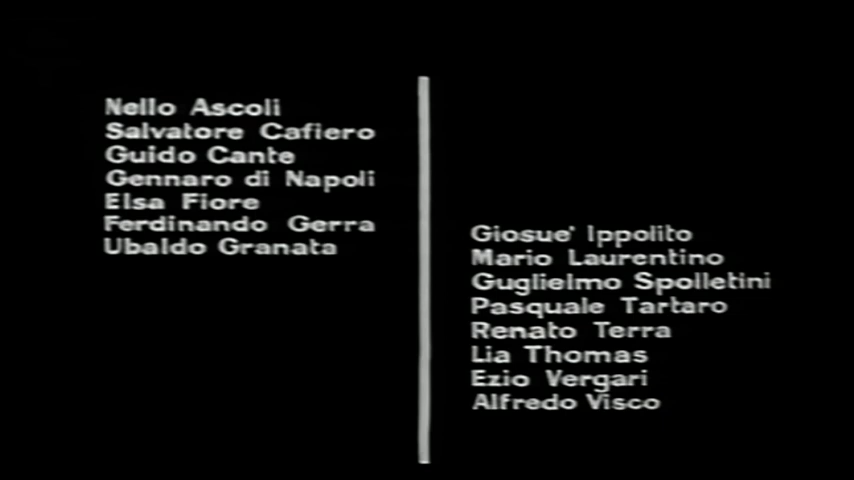 Nello Ascoli
Salvatore Cafiero
Guido Cante
Gennaro di Napoli
Elsa Fiore
Ferdinando Gerra
Ubaldo Granata
Giosue' Ippolito
Mario Laurentino
Guglielmo Spolletini
Pasquale Tartaro
Renato Terra
Lia Thomas
Ezio Vergari
Alfredo Visco